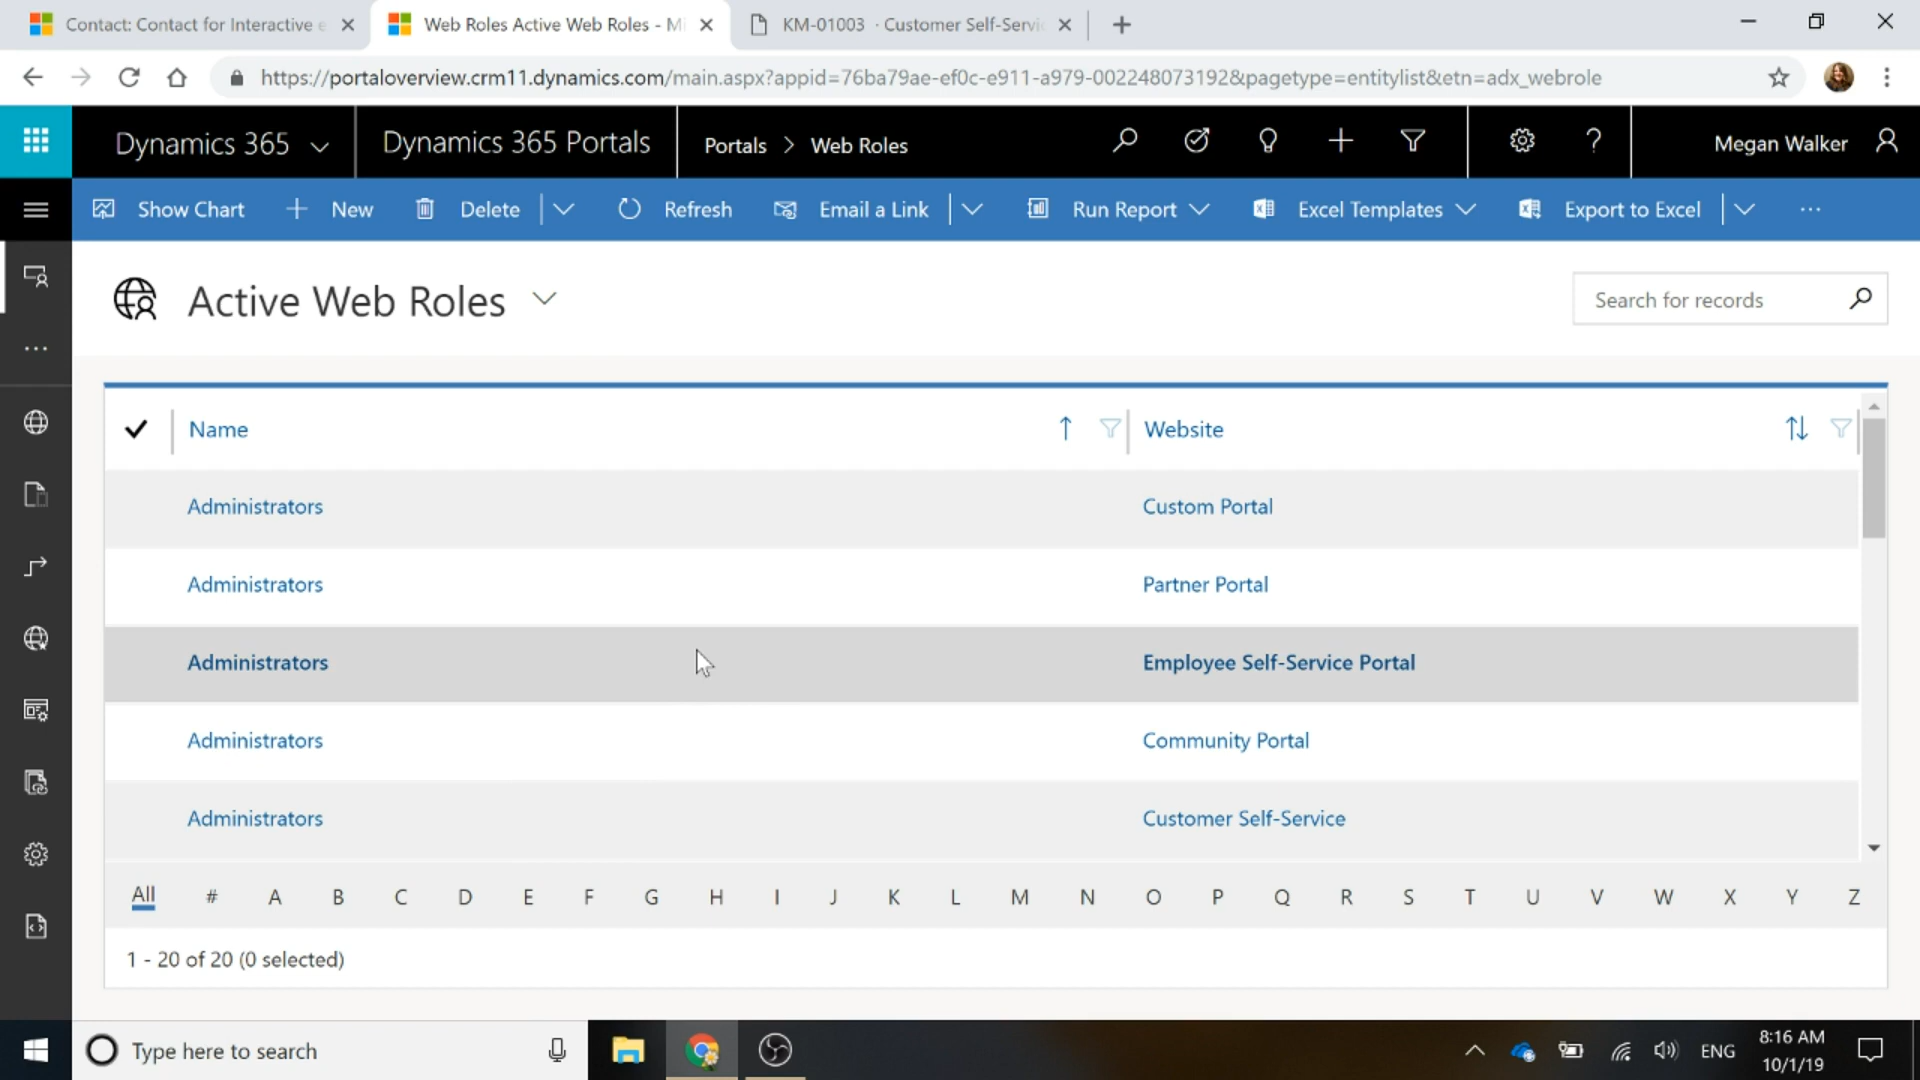 Contact: Contact for Interactive e
Web Roles Active Web Roles - Mi
KM-01003 · Customer Self-Servic
https://portaloverview.crm11.dynamics.com/main.aspx?appid=76ba79ae-ef0c-e911-a979-002248073192&pagetype=entitylist&etn=adx_webrole
Dynamics 365
Dynamics 365 Portals
Portals > Web Roles
Megan Walker
Show Chart
New
Delete
Refresh
Email a Link
Run Report
Excel Templates
Export to Excel
Active Web Roles
Search for records
Name Website
Administrators Custom Portal
Administrators Partner Portal
Administrators Employee Self-Service Portal
Administrators Community Portal
Administrators Customer Self-Service
All # A B C D E F G H I J K L M N O P Q R S T U V W X Y Z
1 - 20 of 20 (0 selected)
Type here to search
ENG
8:16 AM
10/1/19